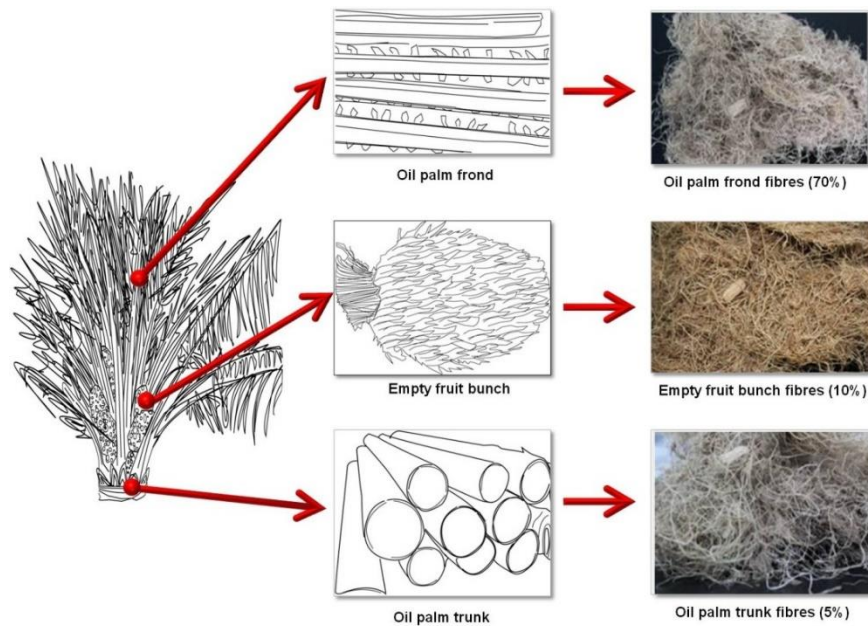 Oil palm frond
Oil palm frond fibres (70%)
Empty fruit bunch
Empty fruit bunch fibres (10%)
Oil palm trunk
Oil palm trunk fibres (5%)